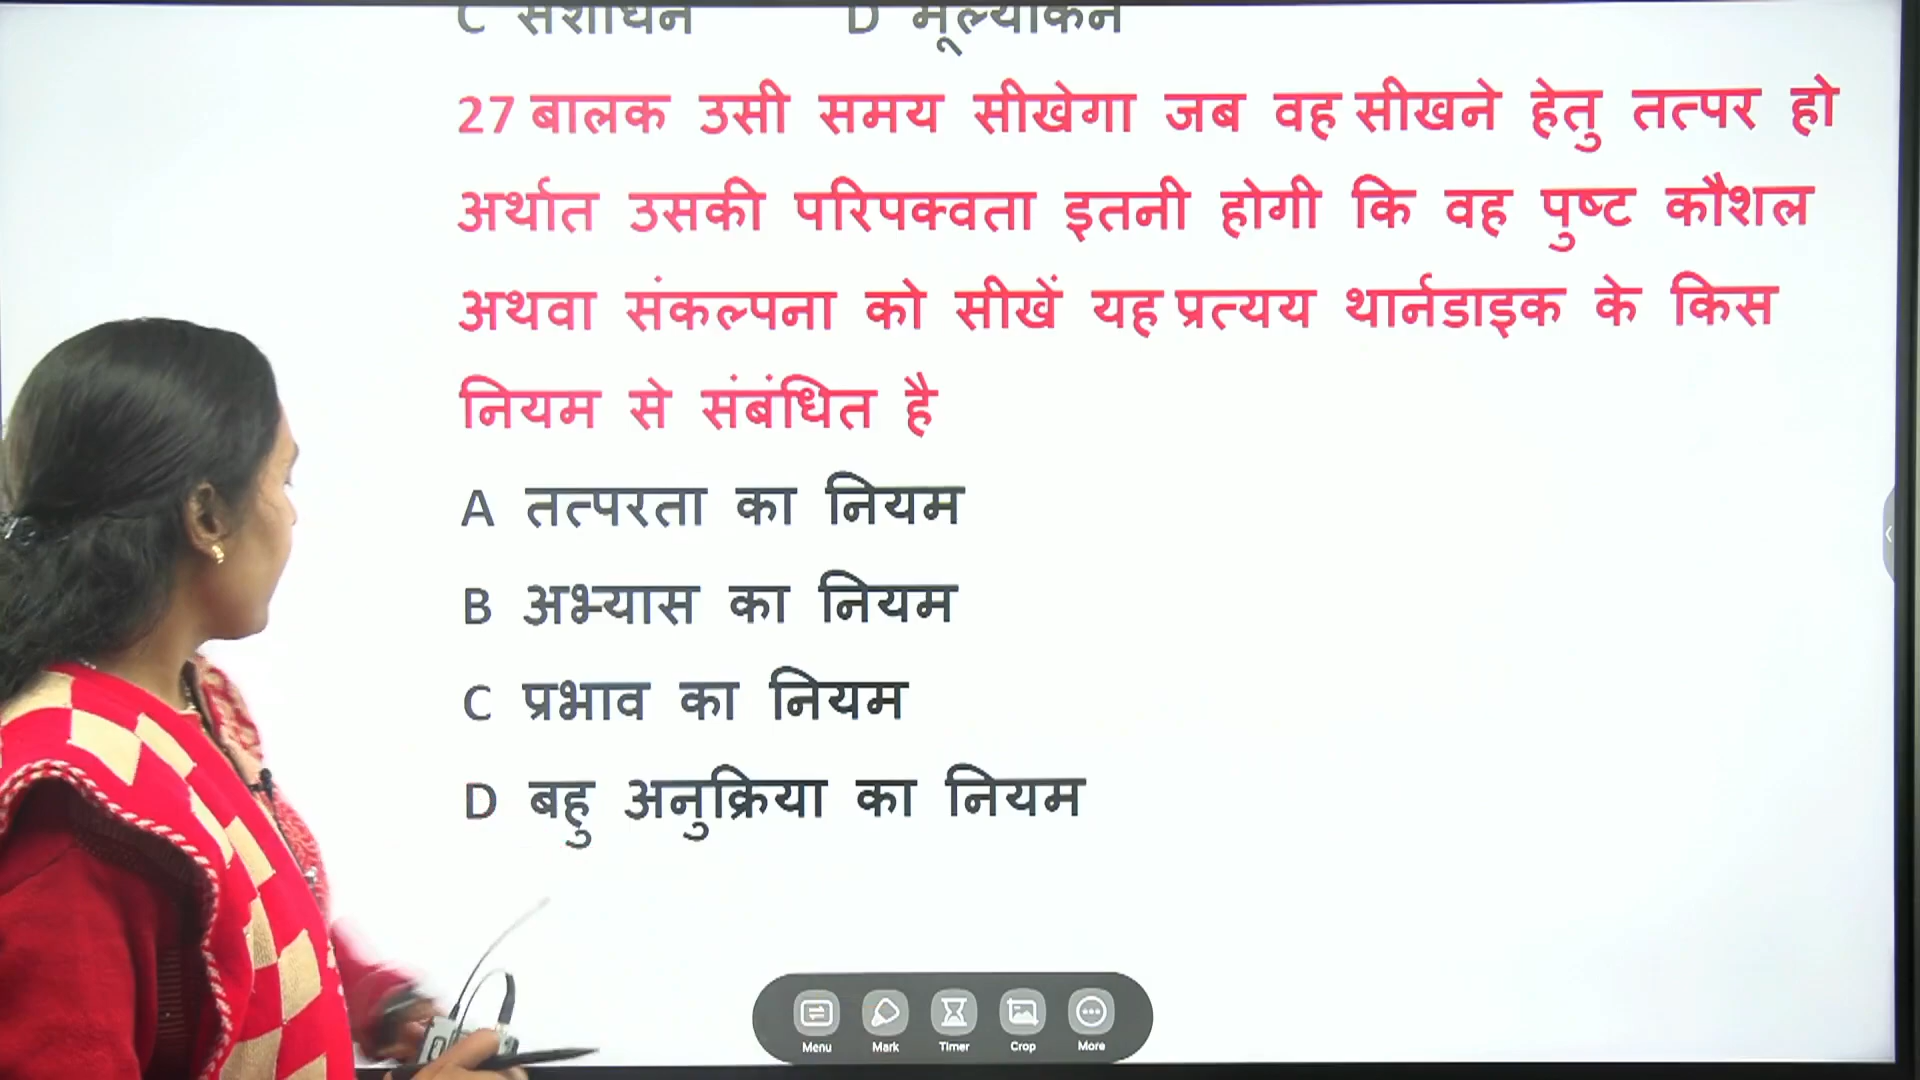 C संशोधन D मूल्यांकन
27 बालक उसी समय सीखेगा जब वह सीखने हेतु तत्पर हो
अर्थात उसकी परिपक्वता इतनी होगी कि वह पुष्ट कौशल
अथवा संकल्पना को सीखें यह प्रत्यय थार्नडाइक के किस
नियम से संबंधित है
A तत्परता का नियम
B अभ्यास का नियम
C प्रभाव का नियम
D बहु अनुक्रिया का नियम
Menu Mark Timer Crop More